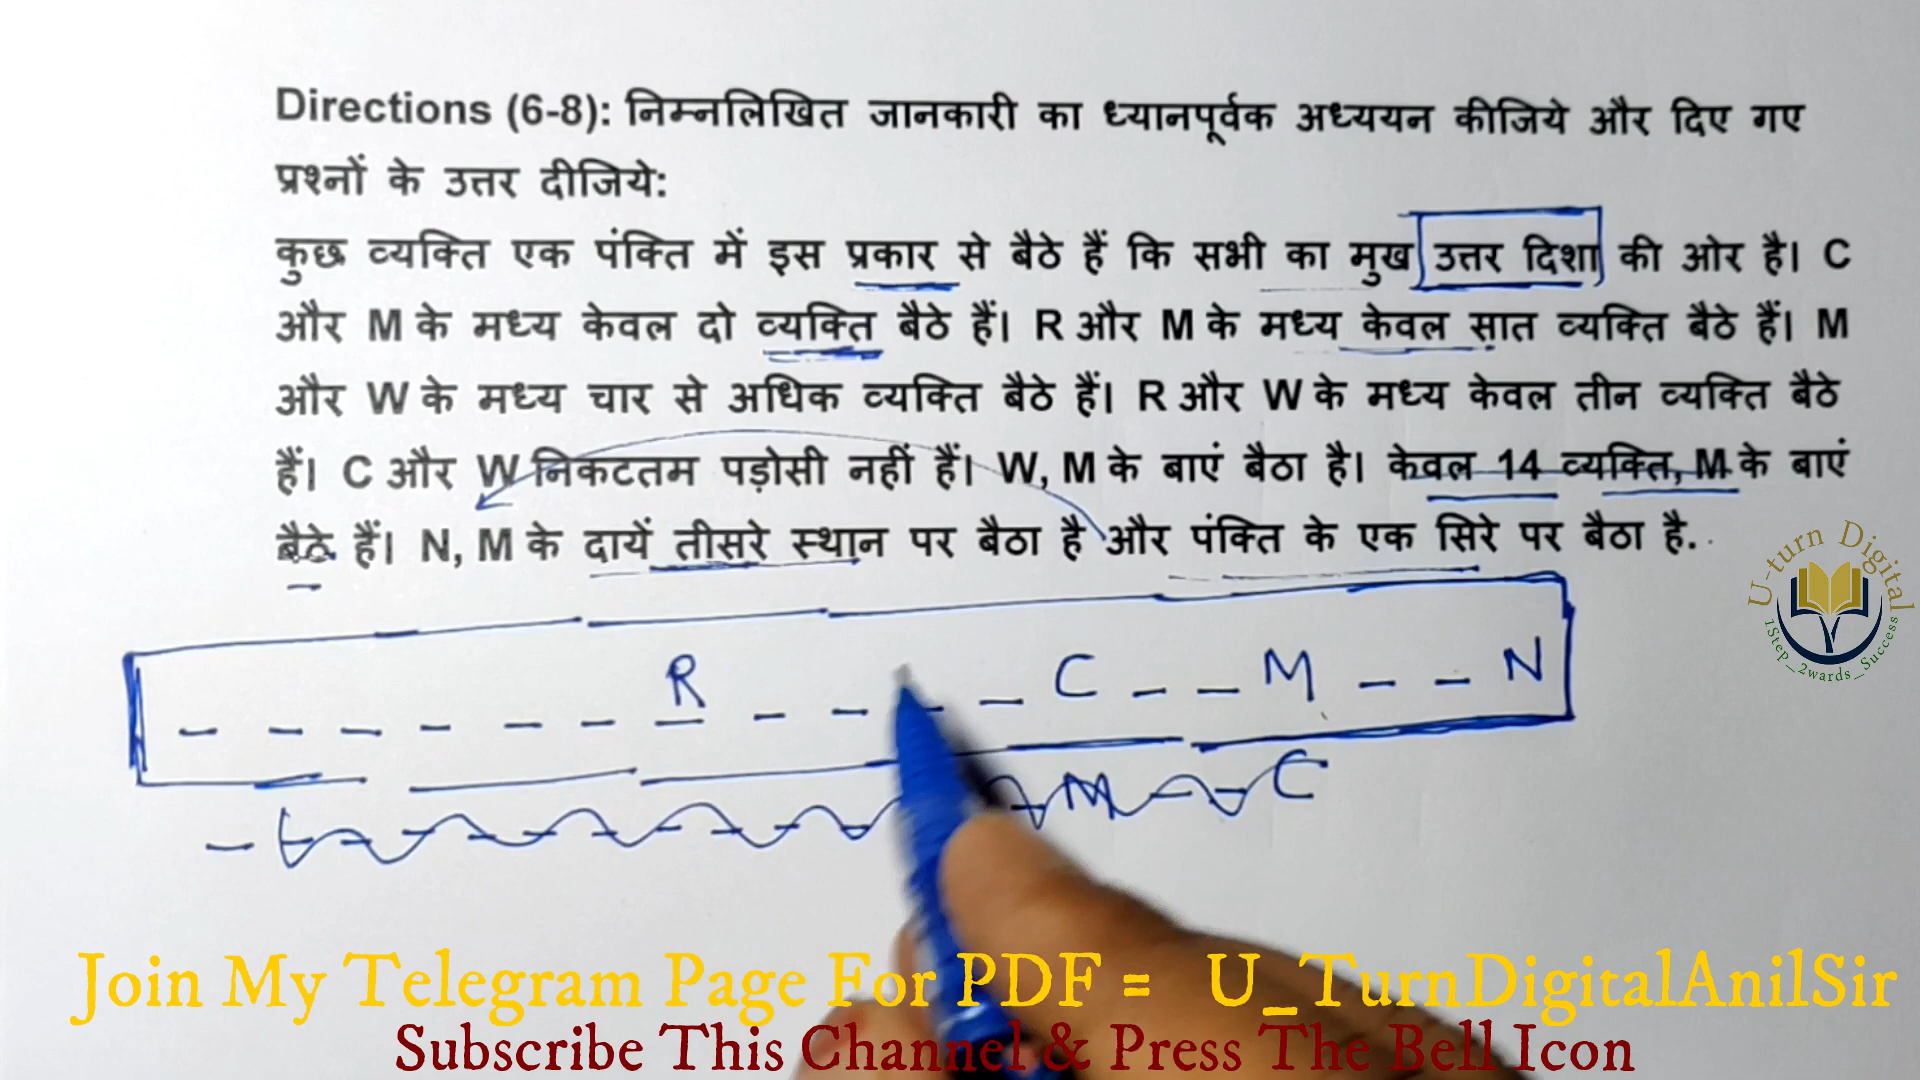 Directions (6-8): निम्नलिखित जानकारी का ध्यानपूर्वक अध्ययन कीजिये और दिए गए
प्रश्नों के उत्तर दीजिये:
कुछ व्यक्ति एक पंक्ति में इस प्रकार से बैठे हैं कि सभी का मुख उत्तर दिशा की ओर है। C
और M के मध्य केवल दो व्यक्ति बैठे हैं। R और M के मध्य केवल सात व्यक्ति बैठे हैं। M
और W के मध्य चार से अधिक व्यक्ति बैठे हैं। R और W के मध्य केवल तीन व्यक्ति बैठे
हैं। C और W निकटतम पड़ोसी नहीं हैं। W, M के बाएं बैठा है। केवल 14 व्यक्ति, M के बाएं
बैठे हैं। N, M के दायें तीसरे स्थान पर बैठा है और पंक्ति के एक सिरे पर बैठा है.
U-turn Digital
1Step_2wards_Success
R C M N
M C
Join My Telegram Page For PDF = U_TurnDigitalAnilSir
Subscribe This Channel & Press The Bell Icon